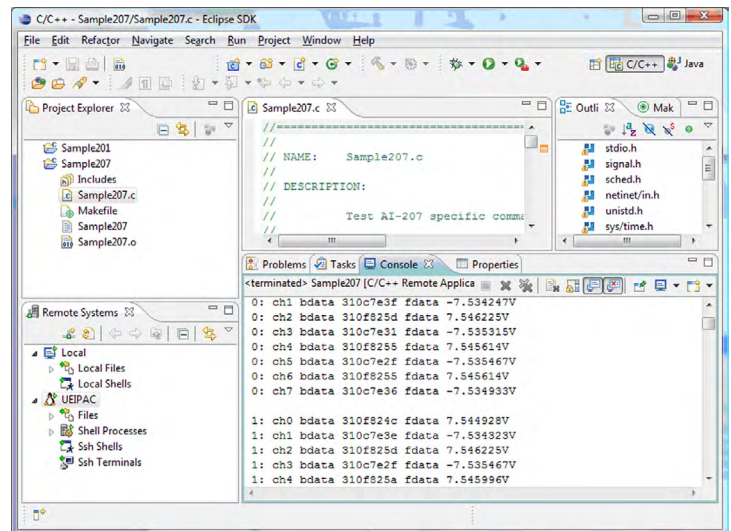 C/C++ - Sample207/Sample207.c - Eclipse SDK
File Edit Refactor Navigate Search Run Project Window Help
C/C++ Java
Project Explorer
Sample201
Sample207
Includes
Sample207.c
Makefile
Sample207
Sample207.o
Sample207.c
//=====================================
//
// NAME: Sample207.c
//
// DESCRIPTION:
//
// Test AI-207 specific comma
//
Outli Mak
stdio.h
signal.h
sched.h
netinet/in.h
unistd.h
sys/time.h
Remote Systems
Local
Local Files
Local Shells
UEIPAC
Files
Shell Processes
Ssh Shells
Ssh Terminals
Problems Tasks Console Properties
<terminated> Sample207 [C/C++ Remote Applica
0: ch1 bdata 310c7e3f fdata -7.534247V
0: ch2 bdata 310f825d fdata 7.546225V
0: ch3 bdata 310c7e31 fdata -7.535315V
0: ch4 bdata 310f8255 fdata 7.545614V
0: ch5 bdata 310c7e2f fdata -7.535467V
0: ch6 bdata 310f8255 fdata 7.545614V
0: ch7 bdata 310c7e36 fdata -7.534933V
1: ch0 bdata 310f824c fdata 7.544928V
1: ch1 bdata 310c7e3e fdata -7.534323V
1: ch2 bdata 310f825d fdata 7.546225V
1: ch3 bdata 310c7e2f fdata -7.535467V
1: ch4 bdata 310f825a fdata 7.545996V